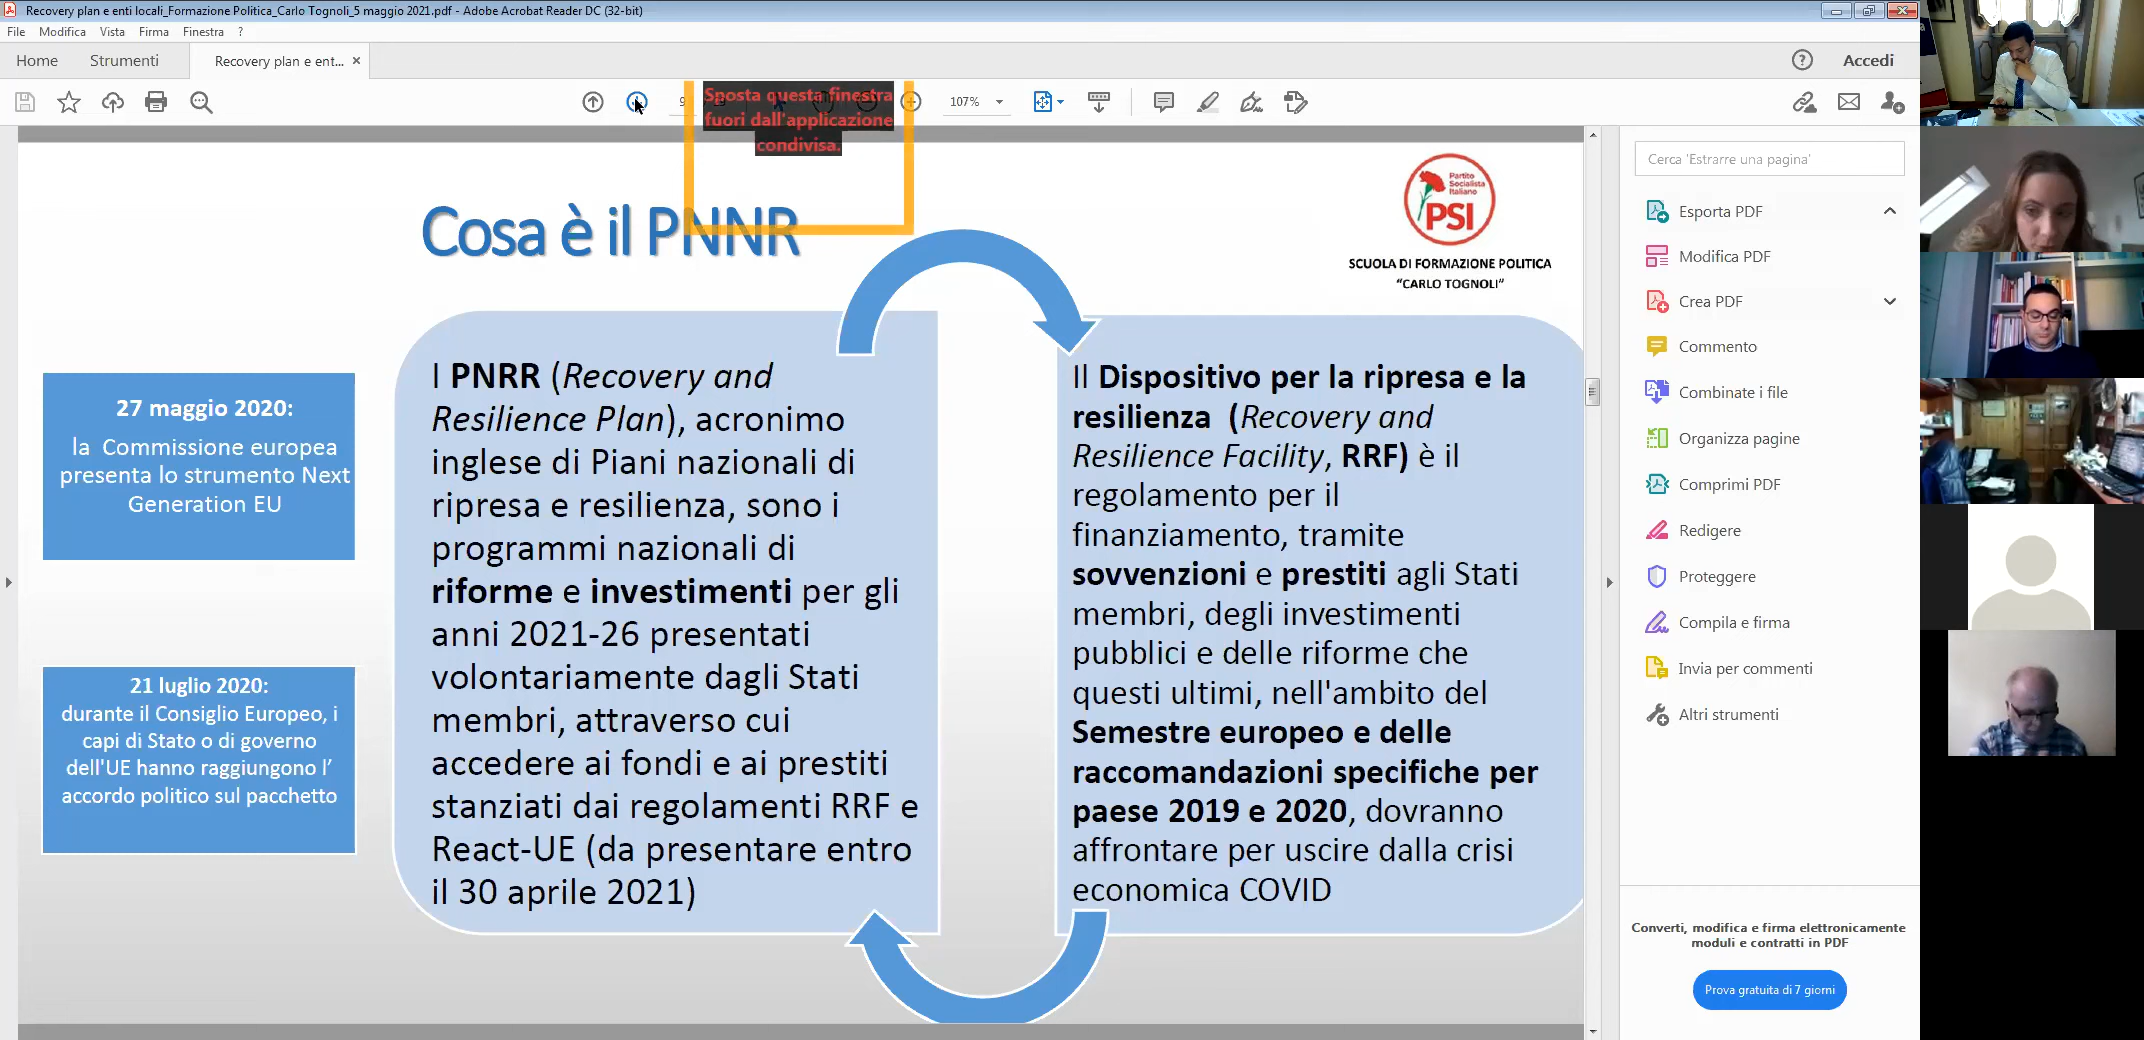 Recovery plan e enti locali_Formazione Politica_Carlo Tognoli_5 maggio 2021.pdf - Adobe Acrobat Reader DC (32-bit)
File Modifica Vista Firma Finestra ?
Home Strumenti Recovery plan e ent... × Accedi
9 107%
Sposta questa finestra
fuori dall'applicazione
condivisa.
Cosa è il PNNR
Partito
Socialista
Italiano
PSI
SCUOLA DI FORMAZIONE POLITICA
“CARLO TOGNOLI”
27 maggio 2020:
la Commissione europea
presenta lo strumento Next
Generation EU
21 luglio 2020:
durante il Consiglio Europeo, i
capi di Stato o di governo
dell'UE hanno raggiungono l’
accordo politico sul pacchetto
I PNRR (Recovery and
Resilience Plan), acronimo
inglese di Piani nazionali di
ripresa e resilienza, sono i
programmi nazionali di
riforme e investimenti per gli
anni 2021-26 presentati
volontariamente dagli Stati
membri, attraverso cui
accedere ai fondi e ai prestiti
stanziati dai regolamenti RRF e
React-UE (da presentare entro
il 30 aprile 2021)
Il Dispositivo per la ripresa e la
resilienza (Recovery and
Resilience Facility, RRF) è il
regolamento per il
finanziamento, tramite
sovvenzioni e prestiti agli Stati
membri, degli investimenti
pubblici e delle riforme che
questi ultimi, nell'ambito del
Semestre europeo e delle
raccomandazioni specifiche per
paese 2019 e 2020, dovranno
affrontare per uscire dalla crisi
economica COVID
Cerca 'Estrarre una pagina'
Esporta PDF
Modifica PDF
Crea PDF
Commento
Combinate i file
Organizza pagine
Comprimi PDF
Redigere
Proteggere
Compila e firma
Invia per commenti
Altri strumenti
Converti, modifica e firma elettronicamente
moduli e contratti in PDF
Prova gratuita di 7 giorni